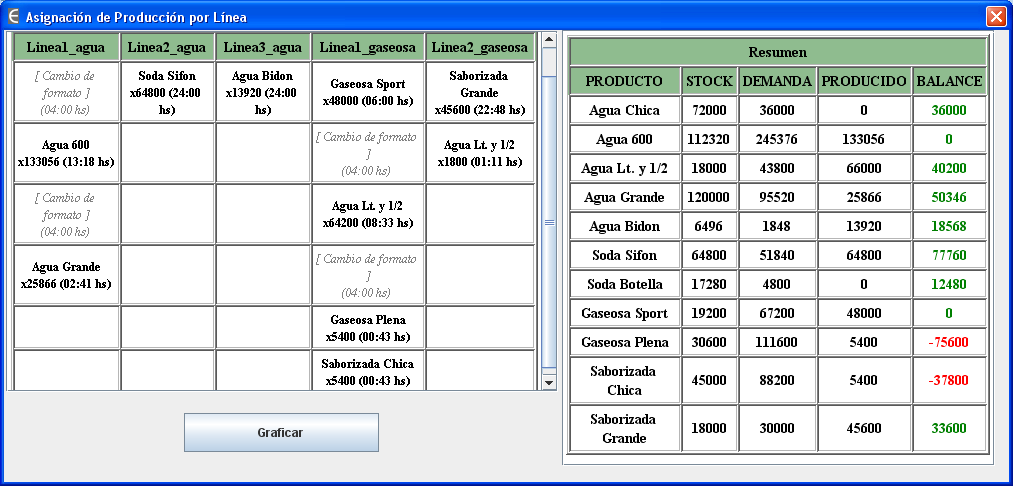 Asignación de Producción por Línea
Linea1_agua Linea2_agua Linea3_agua Linea1_gaseosa Linea2_gaseosa
[ Cambio de formato ] (04:00 hs) Soda Sifon x64800 (24:00 hs) Agua Bidon x13920 (24:00 hs) Gaseosa Sport x48000 (06:00 hs) Saborizada Grande x45600 (22:48 hs)
Agua 600 x133056 (13:18 hs) [ Cambio de formato ] (04:00 hs) Agua Lt. y 1/2 x1800 (01:11 hs)
[ Cambio de formato ] (04:00 hs) Agua Lt. y 1/2 x64200 (08:33 hs)
Agua Grande x25866 (02:41 hs) [ Cambio de formato ] (04:00 hs)
Gaseosa Plena x5400 (00:43 hs)
Saborizada Chica x5400 (00:43 hs)
Graficar
Resumen
PRODUCTO STOCK DEMANDA PRODUCIDO BALANCE
Agua Chica 72000 36000 0 36000
Agua 600 112320 245376 133056 0
Agua Lt. y 1/2 18000 43800 66000 40200
Agua Grande 120000 95520 25866 50346
Agua Bidon 6496 1848 13920 18568
Soda Sifon 64800 51840 64800 77760
Soda Botella 17280 4800 0 12480
Gaseosa Sport 19200 67200 48000 0
Gaseosa Plena 30600 111600 5400 -75600
Saborizada Chica 45000 88200 5400 -37800
Saborizada Grande 18000 30000 45600 33600